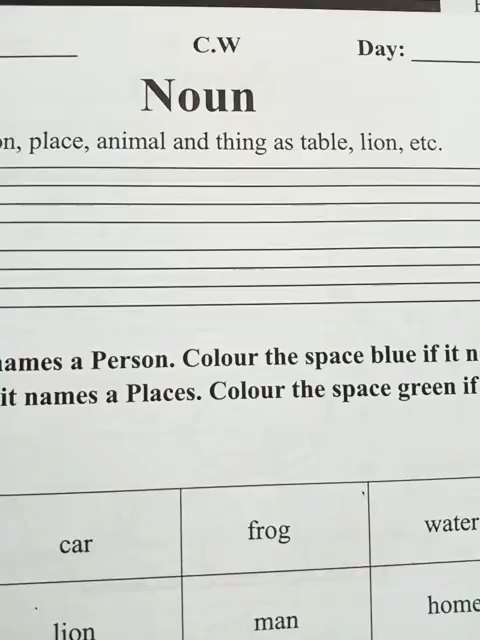 C.W Day:
Noun
place, animal and thing as table, lion, etc.
names a Person. Colour the space blue if it
it names a Places. Colour the space green if
car frog water
lion man home